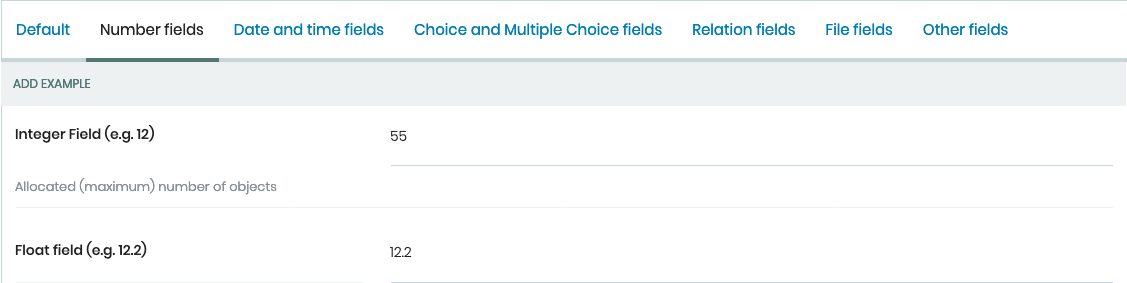 Default Number fields Date and time fields Choice and Multiple Choice fields Relation fields File fields Other fields
ADD EXAMPLE
Integer Field (e.g. 12) 55
Allocated (maximum) number of objects
Float field (e.g. 12.2) 12.2